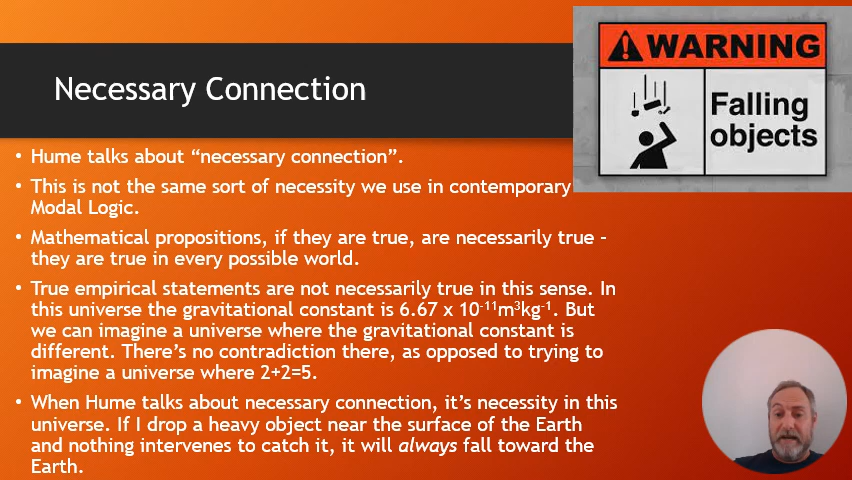 WARNING
Falling
objects
Necessary Connection
• Hume talks about “necessary connection”.
• This is not the same sort of necessity we use in contemporary
Modal Logic.
• Mathematical propositions, if they are true, are necessarily true –
they are true in every possible world.
• True empirical statements are not necessarily true in this sense. In
this universe the gravitational constant is 6.67 x 10⁻¹¹m³kg⁻¹. But
we can imagine a universe where the gravitational constant is
different. There’s no contradiction there, as opposed to trying to
imagine a universe where 2+2=5.
• When Hume talks about necessary connection, it’s necessity in this
universe. If I drop a heavy object near the surface of the Earth
and nothing intervenes to catch it, it will always fall toward the
Earth.